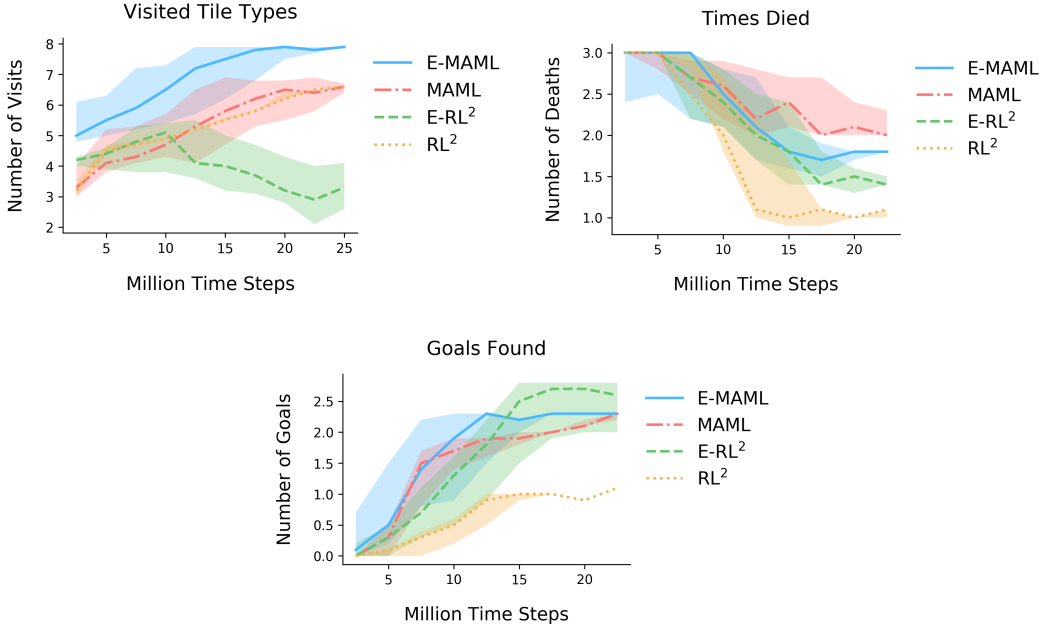 Visited Tile Types
Number of Visits
8
7
6
5
4
3
2
5
10
15
20
25
Million Time Steps
E-MAML
MAML
E-RL²
RL²
Times Died
Number of Deaths
3.0
2.5
2.0
1.5
1.0
5
10
15
20
Million Time Steps
E-MAML
MAML
E-RL²
RL²
Goals Found
Number of Goals
2.5
2.0
1.5
1.0
0.5
0.0
5
10
15
20
Million Time Steps
E-MAML
MAML
E-RL²
RL²